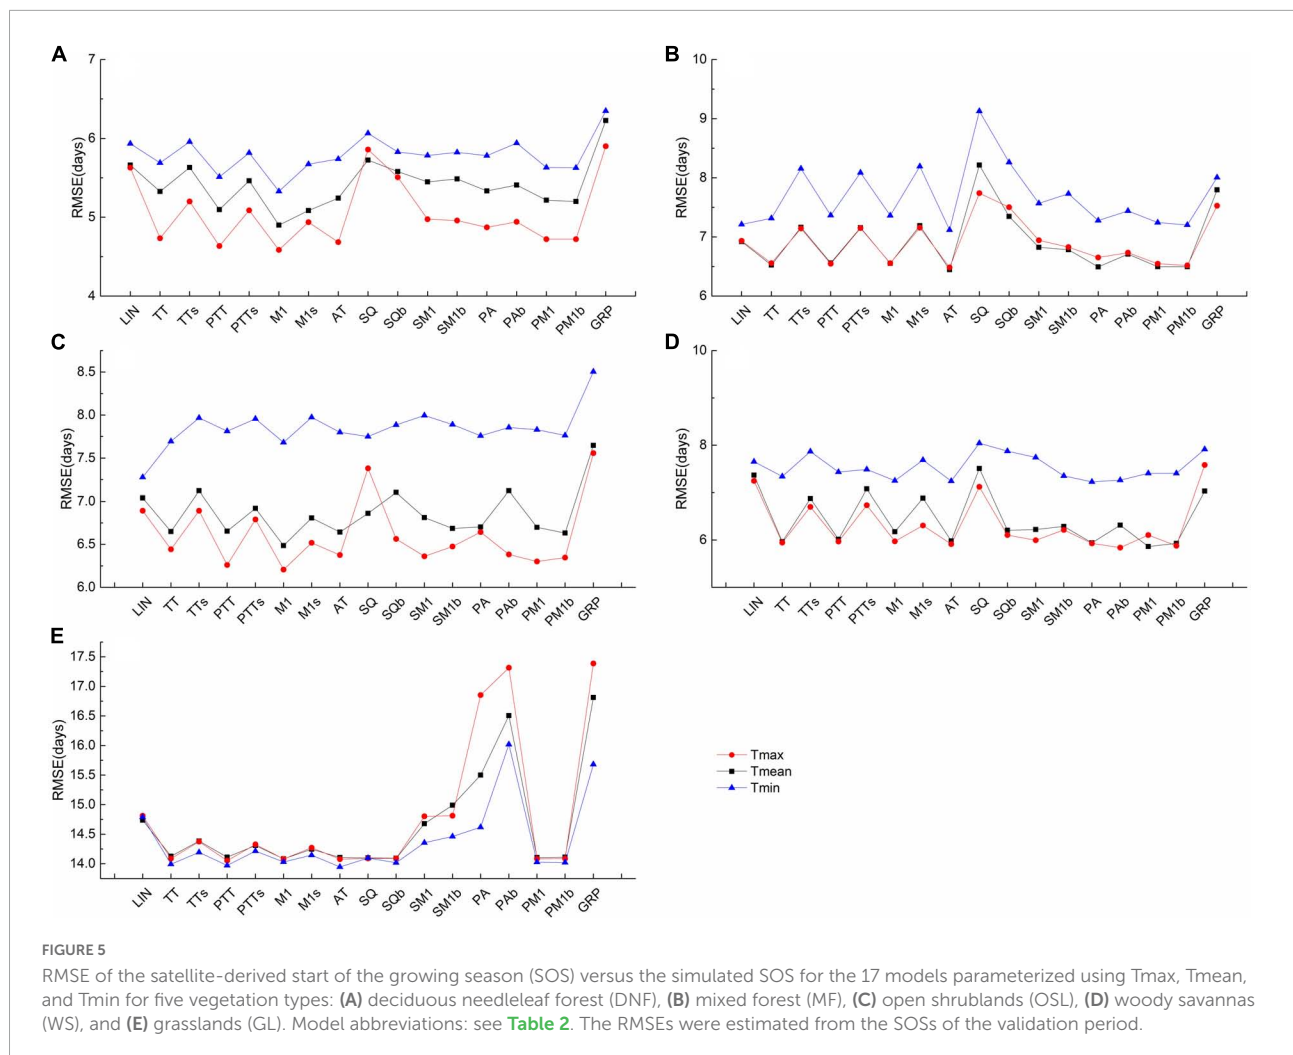 A
7
6
5
4
RMSE(days)
LIN TT TTs PTT PTTs M1 M1s AT SQ SQb SM1 SM1b PA PAb PM1 PM1b GRP
B
10
9
8
7
6
RMSE(days)
LIN TT TTs PTT PTTs M1 M1s AT SQ SQb SM1 SM1b PA PAb PM1 PM1b GRP
C
8.5
8.0
7.5
7.0
6.5
6.0
RMSE(days)
LIN TT TTs PTT PTTs M1 M1s AT SQ SQb SM1 SM1b PA PAb PM1 PM1b GRP
D
10
8
6
RMSE(days)
LIN TT TTs PTT PTTs M1 M1s AT SQ SQb SM1 SM1b PA PAb PM1 PM1b GRP
E
17.5
17.0
16.5
16.0
15.5
15.0
14.5
14.0
RMSE(days)
LIN TT TTs PTT PTTs M1 M1s AT SQ SQb SM1 SM1b PA PAb PM1 PM1b GRP
Tmax
Tmean
Tmin
FIGURE 5
RMSE of the satellite-derived start of the growing season (SOS) versus the simulated SOS for the 17 models parameterized using Tmax, Tmean,
and Tmin for five vegetation types: (A) deciduous needleleaf forest (DNF), (B) mixed forest (MF), (C) open shrublands (OSL), (D) woody savannas
(WS), and (E) grasslands (GL). Model abbreviations: see Table 2. The RMSEs were estimated from the SOSs of the validation period.